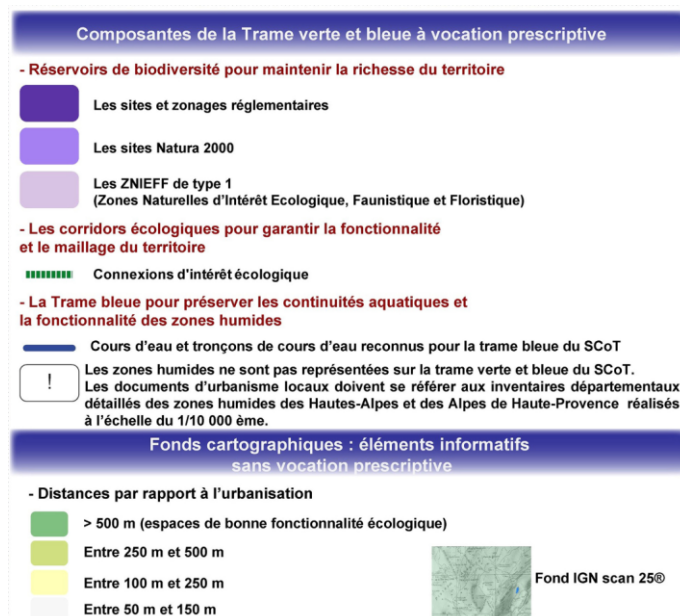 Composantes de la Trame verte et bleue à vocation prescriptive
- Réservoirs de biodiversité pour maintenir la richesse du territoire
Les sites et zonages réglementaires
Les sites Natura 2000
Les ZNIEFF de type 1
(Zones Naturelles d'Intérêt Ecologique, Faunistique et Floristique)
- Les corridors écologiques pour garantir la fonctionnalité
et le maillage du territoire
Connexions d'intérêt écologique
- La Trame bleue pour préserver les continuités aquatiques et
la fonctionnalité des zones humides
Cours d'eau et tronçons de cours d'eau reconnus pour la trame bleue du SCoT
!
Les zones humides ne sont pas représentées sur la trame verte et bleue du SCoT.
Les documents d'urbanisme locaux doivent se référer aux inventaires départementaux
détaillés des zones humides des Hautes-Alpes et des Alpes de Haute-Provence réalisés
à l'échelle du 1/10 000 ème.
Fonds cartographiques : éléments informatifs
sans vocation prescriptive
- Distances par rapport à l'urbanisation
> 500 m (espaces de bonne fonctionnalité écologique)
Entre 250 m et 500 m
Entre 100 m et 250 m
Fond IGN scan 25®
Entre 50 m et 150 m